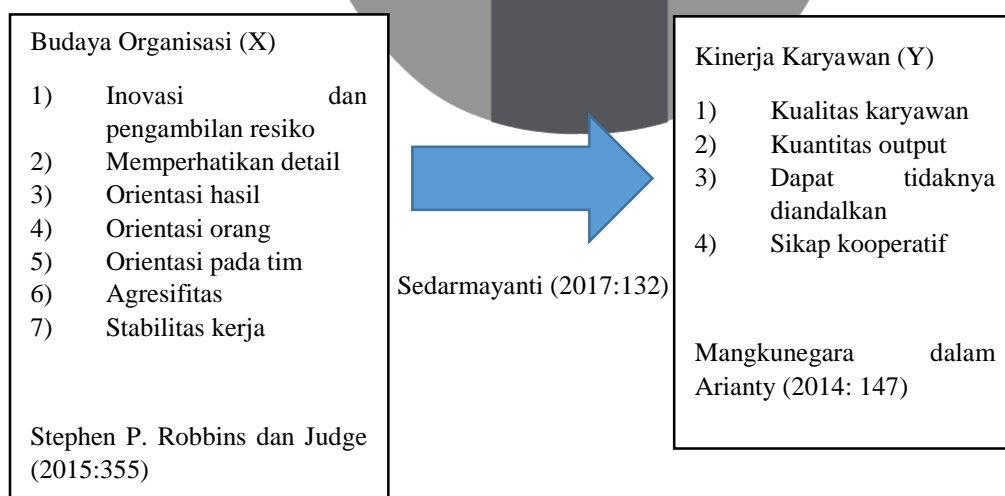 Budaya Organisasi (X)
1) Inovasi dan
pengambilan resiko
2) Memperhatikan detail
3) Orientasi hasil
4) Orientasi orang
5) Orientasi pada tim
6) Agresifitas
7) Stabilitas kerja
Stephen P. Robbins dan Judge
(2015:355)
Sedarmayanti (2017:132)
Kinerja Karyawan (Y)
1) Kualitas karyawan
2) Kuantitas output
3) Dapat tidaknya
diandalkan
4) Sikap kooperatif
Mangkunegara dalam
Arianty (2014: 147)